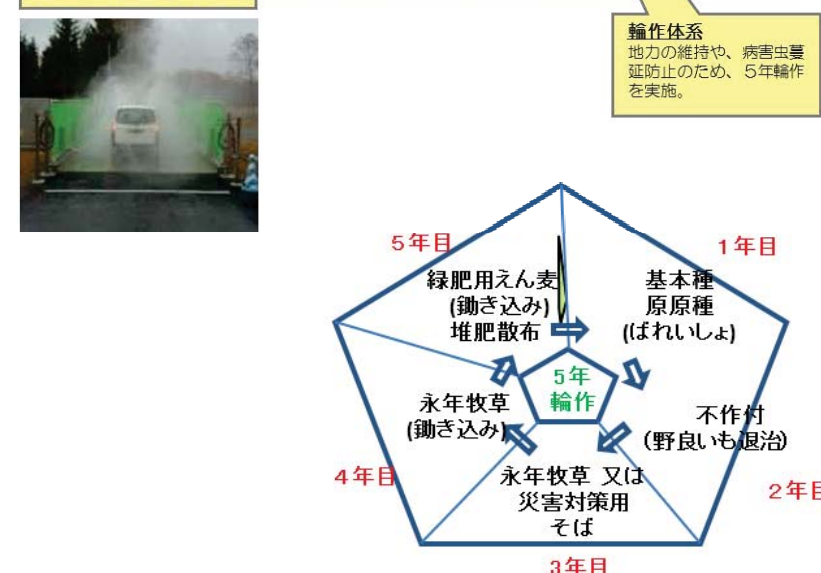 輪作体系
地力の維持や、病害虫蔓
延防止のため、５年輪作
を実施。
５年目
１年目
緑肥用えん麦
(鋤き込み)
堆肥散布
基本種
原原種
(ばれいしょ)
5年
輪作
永年牧草
(鋤き込み)
不作付
(野良いも退治)
４年目
永年牧草 又は
災害対策用
そば
２年目
３年目